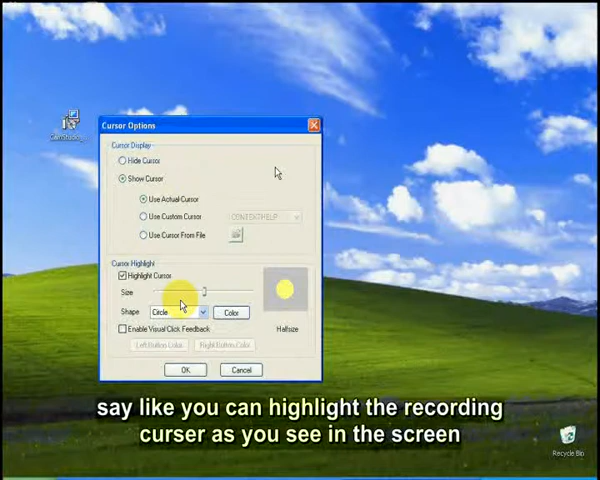 Cursor Options
Cursor Display
Hide Cursor
Show Cursor
Use Actual Cursor
Use Custom Cursor
CONTEXTHELP
Use Cursor From File
Cursor Highlight
Highlight Cursor
Size
Shape
Circle
Color
Halfsize
Enable Visual Click Feedback
Left Button Color
Right Button Color
OK
Cancel
say like you can highlight the recording
curser as you see in the screen
Recycle Bin